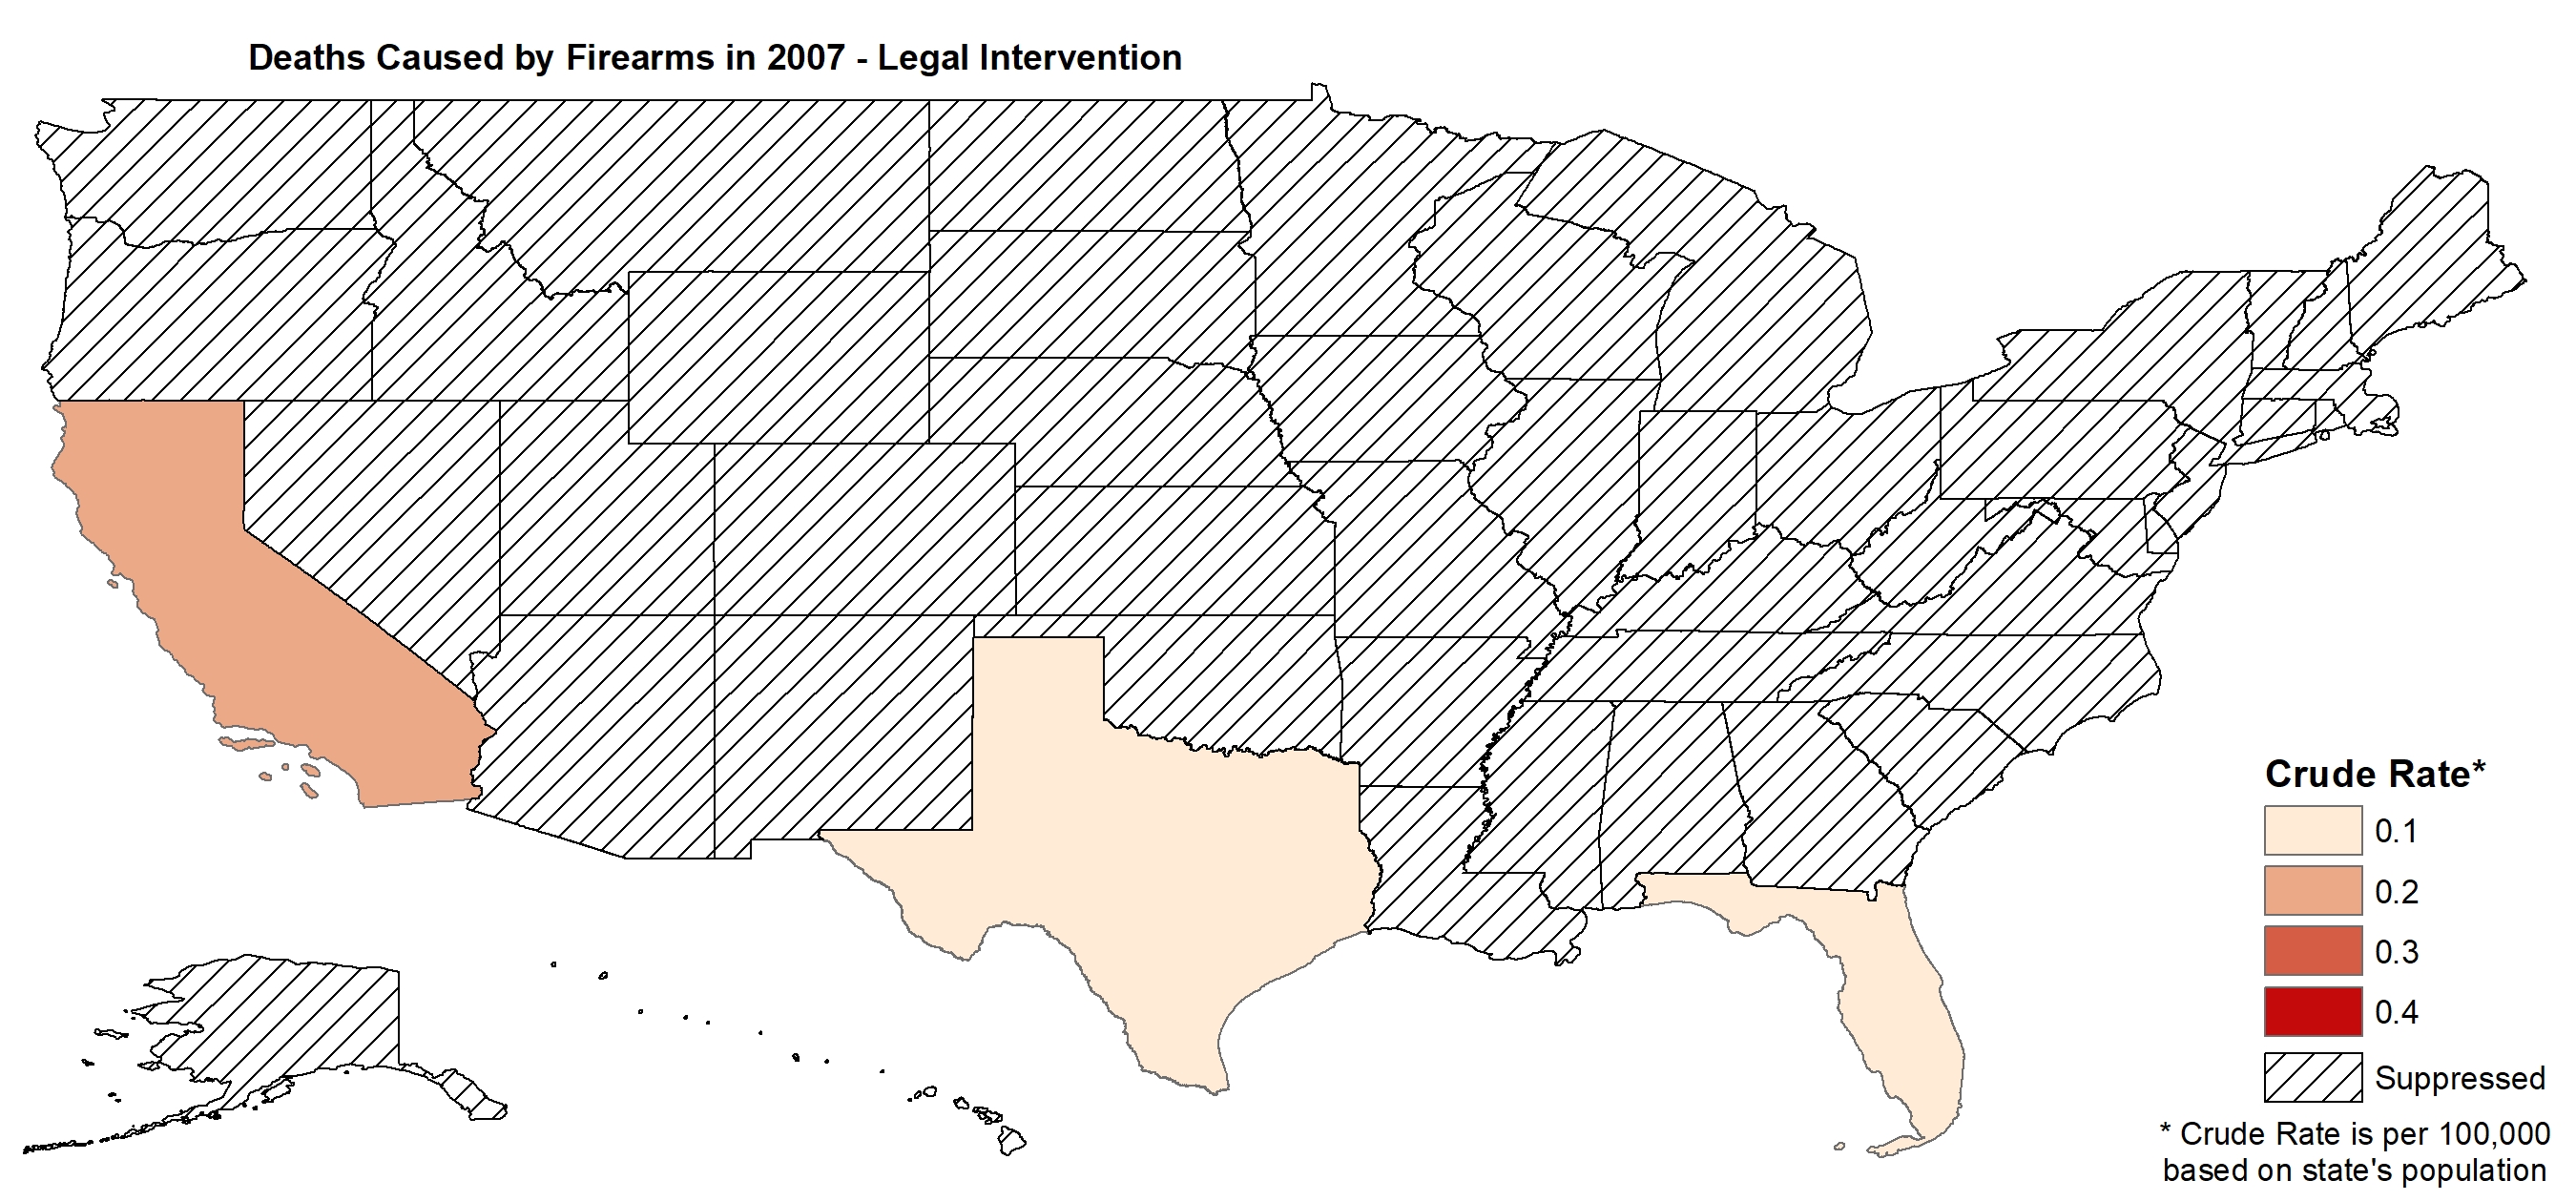 Deaths Caused by Firearms in 2007 - Legal Intervention
Crude Rate*
0.1
0.2
0.3
0.4
Suppressed
* Crude Rate is per 100,000
based on state's population